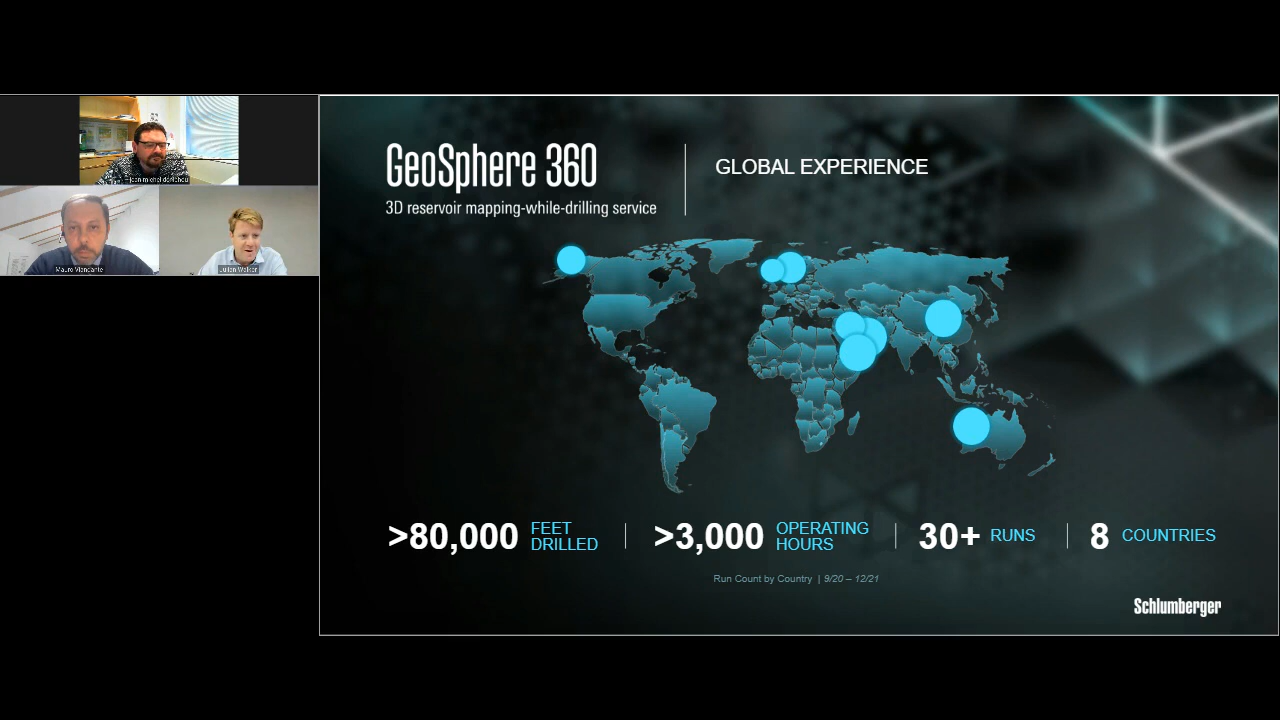 Mauro Viandante
Julian Walker
GeoSphere 360
3D reservoir mapping-while-drilling service
GLOBAL EXPERIENCE
>80,000 FEET DRILLED
>3,000 OPERATING HOURS
30+ RUNS
8 COUNTRIES
Run Count by Country | 9/20 – 12/21
Schlumberger